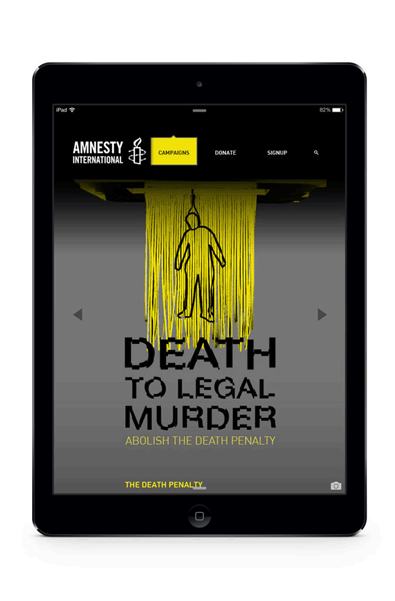 iPad
82%
AMNESTY
INTERNATIONAL
CAMPAIGNS
DONATE
SIGNUP
DEATH
TO LEGAL
MURDER
ABOLISH THE DEATH PENALTY
THE DEATH PENALTY